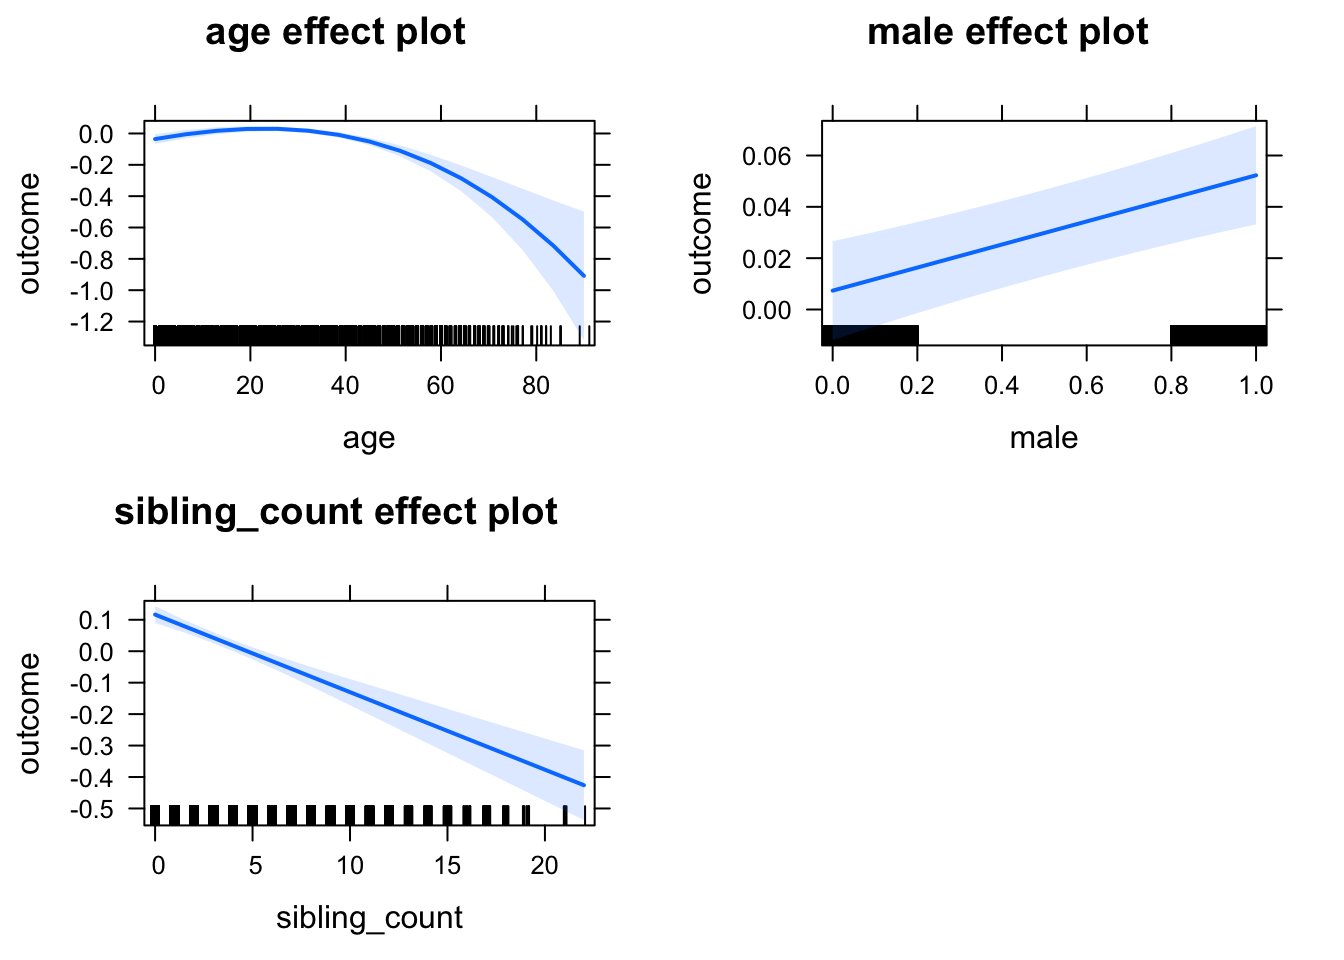 age effect plot
outcome
0.0
-0.2
-0.4
-0.6
-0.8
-1.0
-1.2
0 20 40 60 80
age
male effect plot
outcome
0.06
0.04
0.02
0.00
0.0 0.2 0.4 0.6 0.8 1.0
male
sibling_count effect plot
outcome
0.1
0.0
-0.1
-0.2
-0.3
-0.4
-0.5
0 5 10 15 20
sibling_count